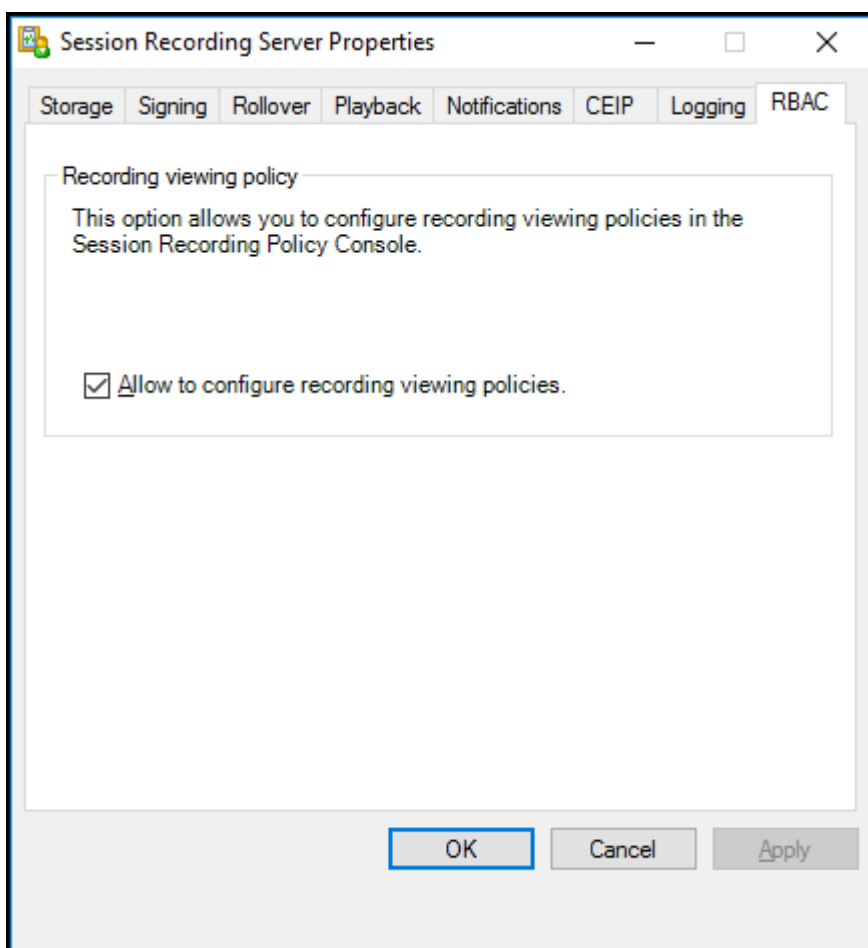 Session Recording Server Properties
Storage Signing Rollover Playback Notifications CEIP Logging RBAC
Recording viewing policy
This option allows you to configure recording viewing policies in the
Session Recording Policy Console.
Allow to configure recording viewing policies.
OK Cancel Apply